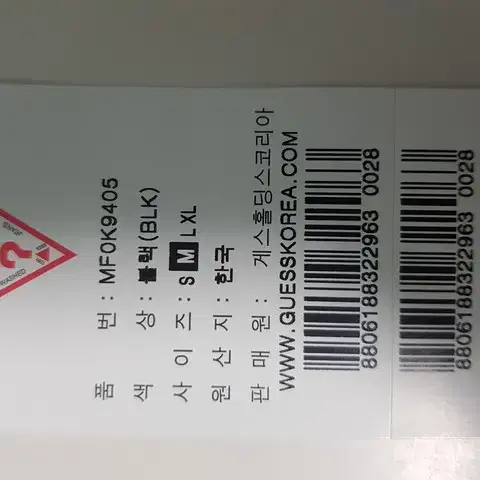 품 번 : MF0K9405
색 상 : 블랙(BLK)
사 이 즈 : S M L XL
원 산 지 : 한국
판 매 원 : 게스홀딩스코리아
WWW.GUESSKOREA.COM
8806188322963 0028
8806188322963 0028
?
WASHED
JEANS